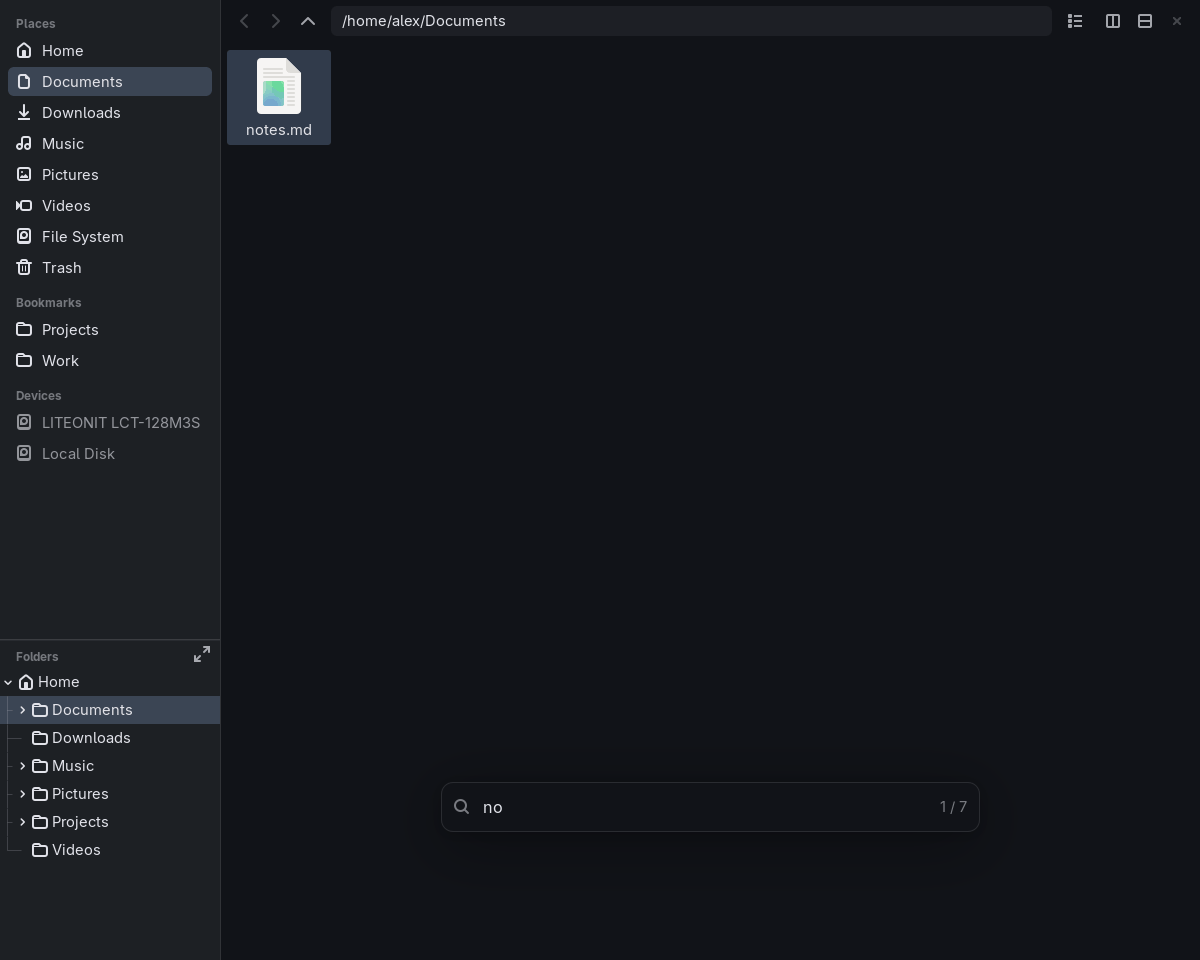 Places
Home
Documents
Downloads
Music
Pictures
Videos
File System
Trash
Bookmarks
Projects
Work
Devices
LITEONIT LCT-128M3S
Local Disk
Folders
Home
Documents
Downloads
Music
Pictures
Projects
Videos
/home/alex/Documents
notes.md
no
1 / 7